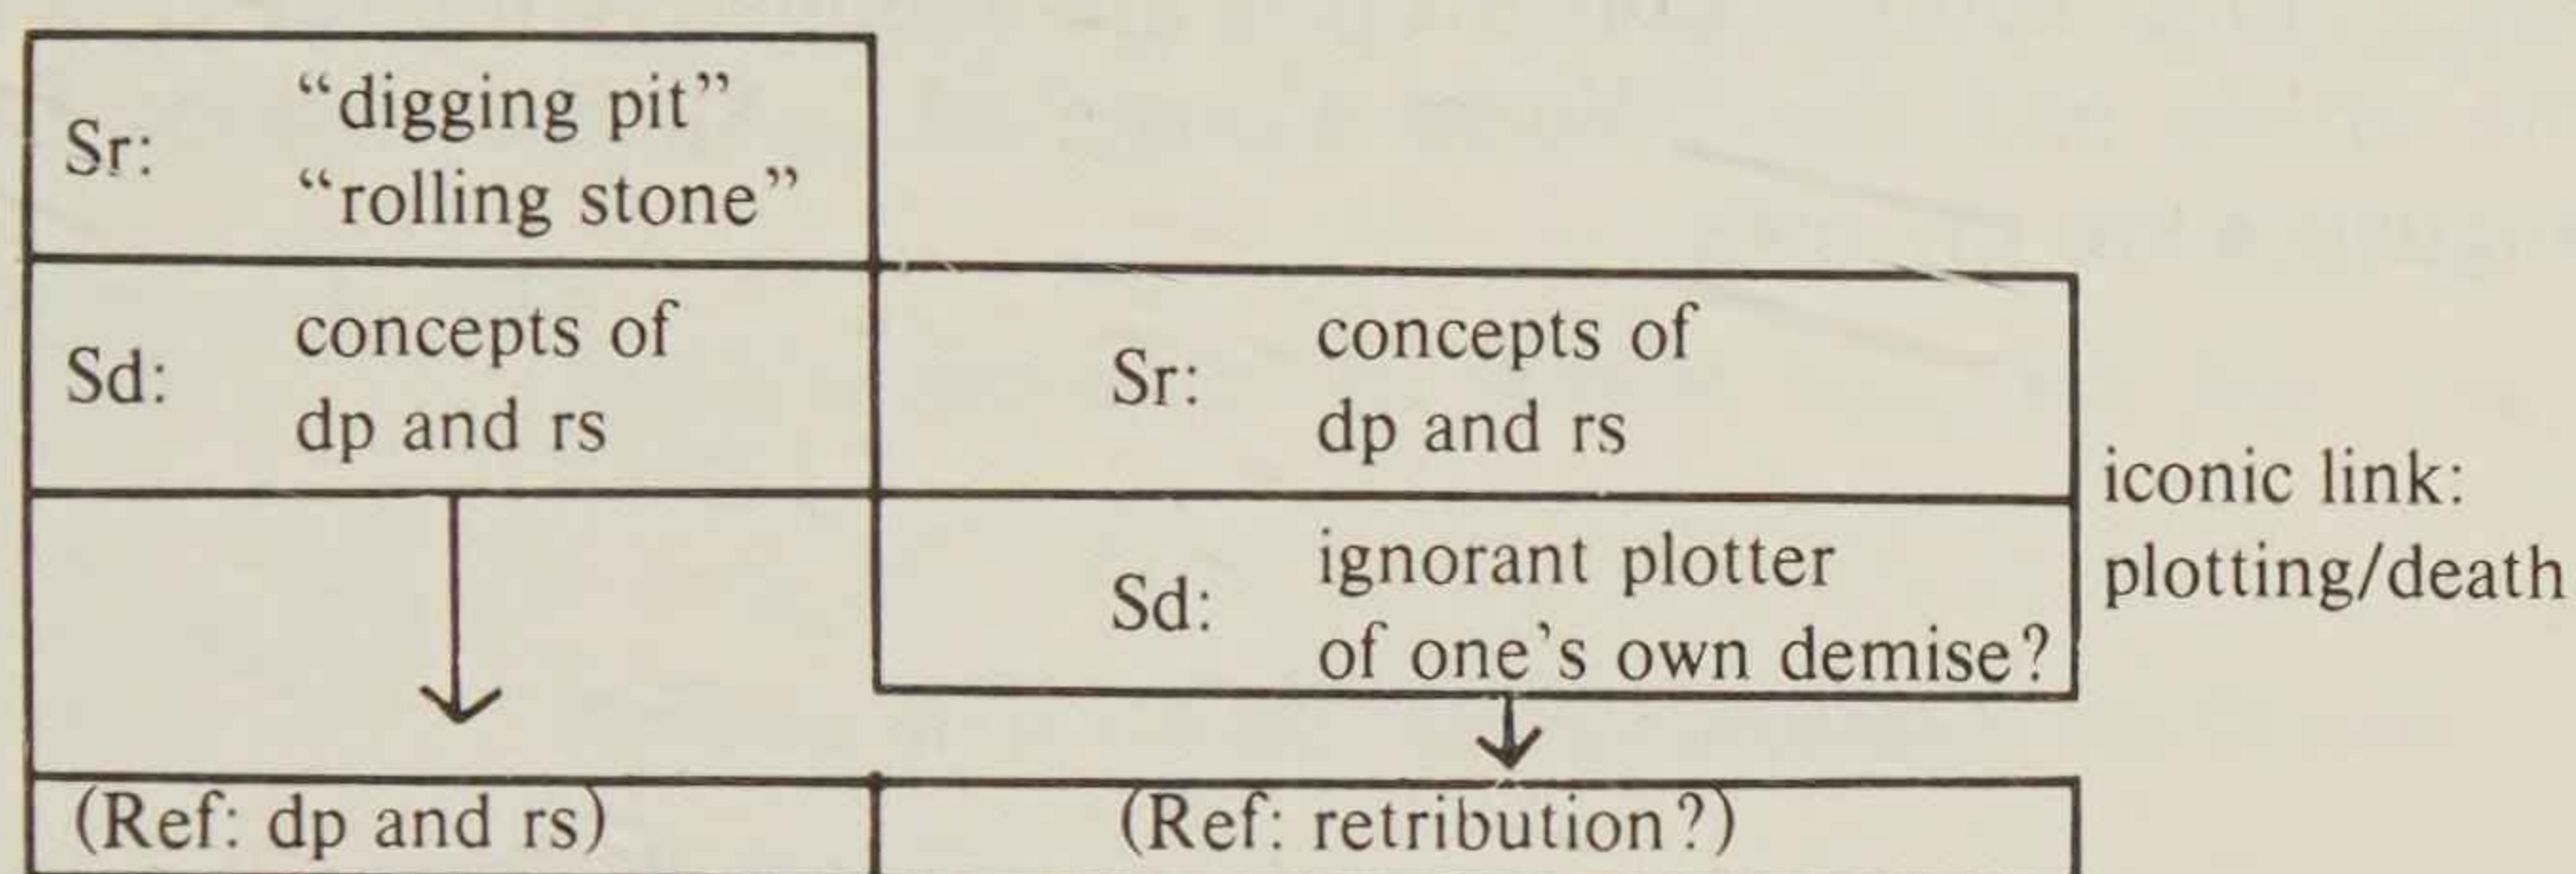 Sr:
“digging pit”
“rolling stone”
Sd:
concepts of
dp and rs
Sr:
concepts of
dp and rs
Sd:
ignorant plotter
of one’s own demise?
iconic link:
plotting/death
(Ref: dp and rs)
(Ref: retribution?)